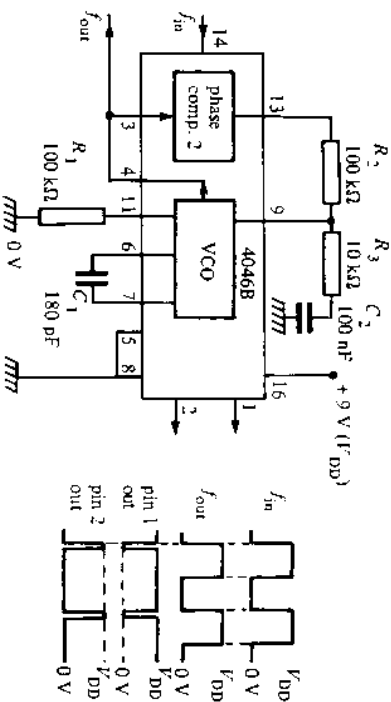 f_in
f_out
14
13
3
phase
comp. 2
R_2
100 kΩ
R_3
10 kΩ
C_2
100 nF
+ 9 V (V_DD)
16
4
9
4046B
VCO
R_1
100 kΩ
11
6
7
C_1
180 pF
0 V
5
8
2
1
f_in
V_DD
0 V
f_out
V_DD
0 V
pin 1
out
V_DD
0 V
pin 2
out
V_DD
0 V